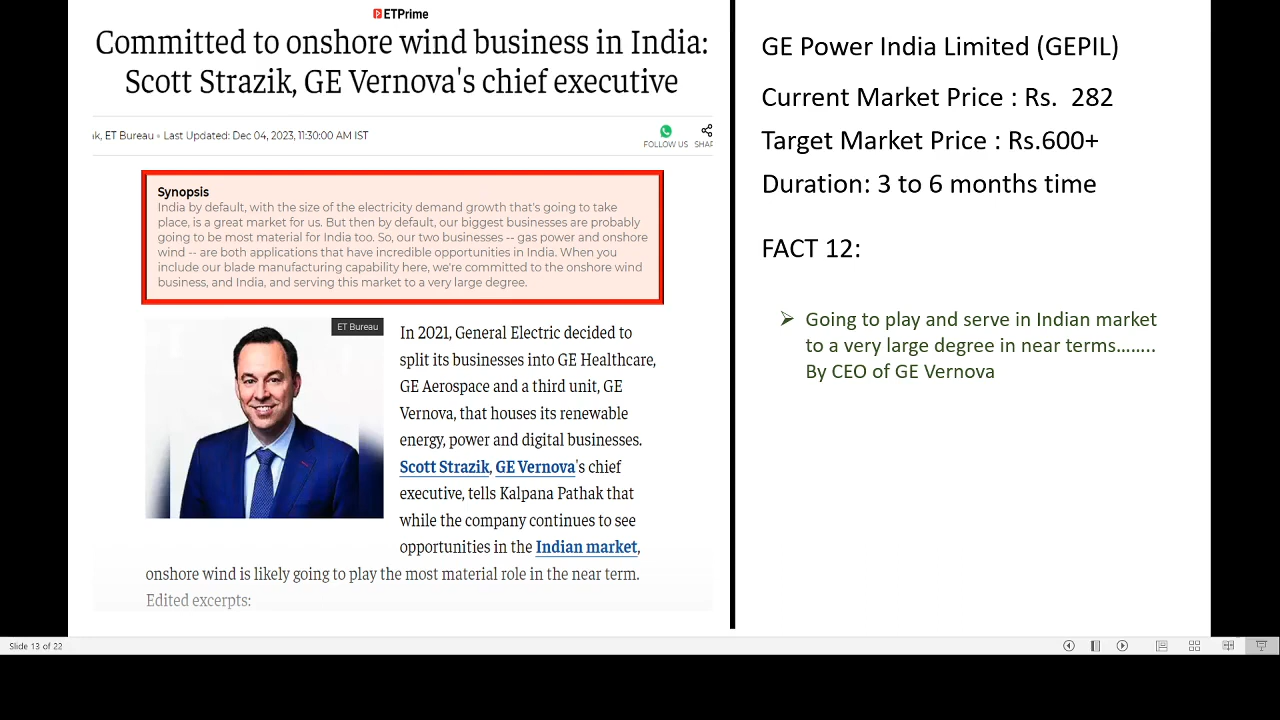 ETPrime
Committed to onshore wind business in India:
Scott Strazik, GE Vernova's chief executive
ık, ET Bureau • Last Updated: Dec 04, 2023, 11:30:00 AM IST
FOLLOW US
SHAR
Synopsis
India by default, with the size of the electricity demand growth that's going to take
place, is a great market for us. But then by default, our biggest businesses are probably
going to be most material for India too. So, our two businesses -- gas power and onshore
wind -- are both applications that have incredible opportunities in India. When you
include our blade manufacturing capability here, we're committed to the onshore wind
business, and India, and serving this market to a very large degree.
ET Bureau
In 2021, General Electric decided to
split its businesses into GE Healthcare,
GE Aerospace and a third unit, GE
Vernova, that houses its renewable
energy, power and digital businesses.
Scott Strazik, GE Vernova's chief
executive, tells Kalpana Pathak that
while the company continues to see
opportunities in the Indian market,
onshore wind is likely going to play the most material role in the near term.
Edited excerpts:
GE Power India Limited (GEPIL)
Current Market Price : Rs. 282
Target Market Price : Rs.600+
Duration: 3 to 6 months time
FACT 12:
Going to play and serve in Indian market
to a very large degree in near terms……..
By CEO of GE Vernova
Slide 13 of 22